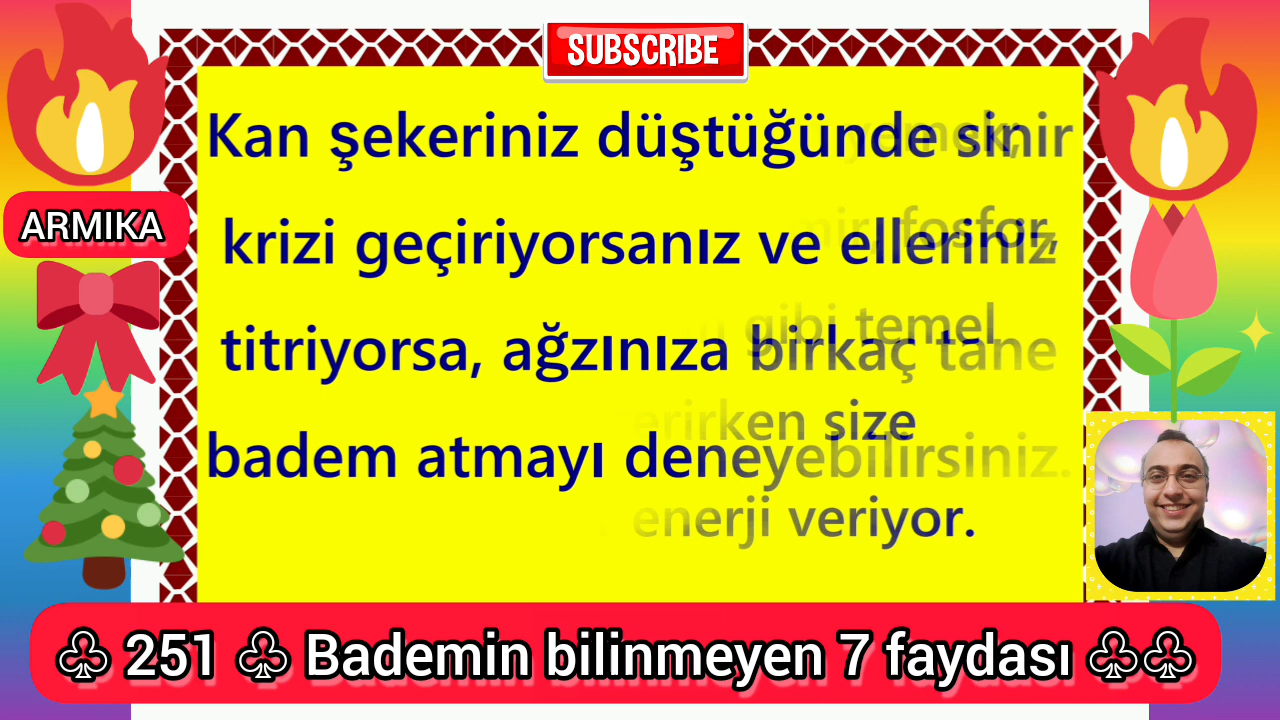 SUBSCRIBE
Kan şekeriniz düştüğünde sinir
krizi geçiriyorsanız ve elleriniz
titriyorsa, ağzınıza birkaç tane
badem atmayı deneyebilirsiniz.
fosfor,
gibi temel
size
enerji veriyor.
ARMIKA
♧ 251 ♧ Bademin bilinmeyen 7 faydası ♧♧